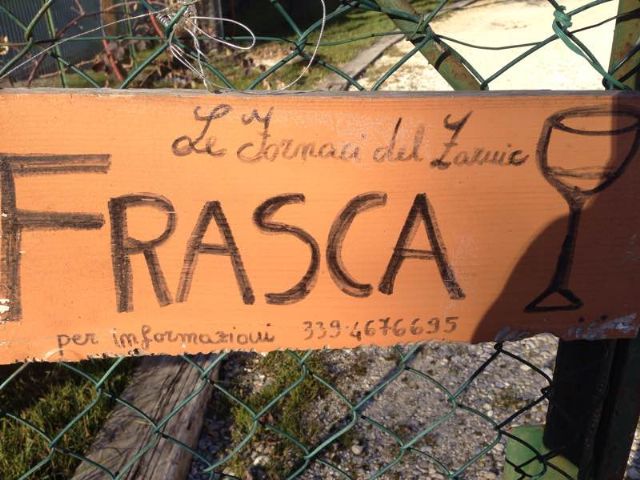 Le Fornaci del Zarnic
FRASCA
per informazioni 339.4676695